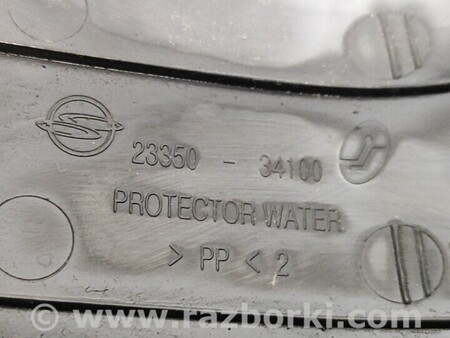 23350 - 34100
PROTECTOR WATER
> PP < 2
© www.razborki.com ®